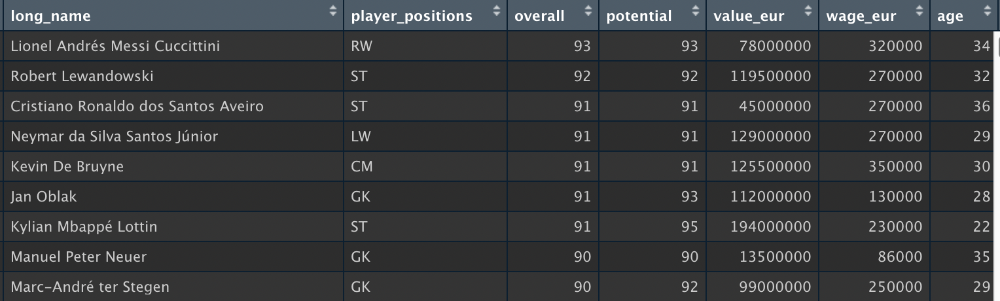 long_name player_positions overall potential value_eur wage_eur age
Lionel Andrés Messi Cuccittini RW 93 93 78000000 320000 34
Robert Lewandowski ST 92 92 119500000 270000 32
Cristiano Ronaldo dos Santos Aveiro ST 91 91 45000000 270000 36
Neymar da Silva Santos Júnior LW 91 91 129000000 270000 29
Kevin De Bruyne CM 91 91 125500000 350000 30
Jan Oblak GK 91 93 112000000 130000 28
Kylian Mbappé Lottin ST 91 95 194000000 230000 22
Manuel Peter Neuer GK 90 90 13500000 86000 35
Marc-André ter Stegen GK 90 92 99000000 250000 29